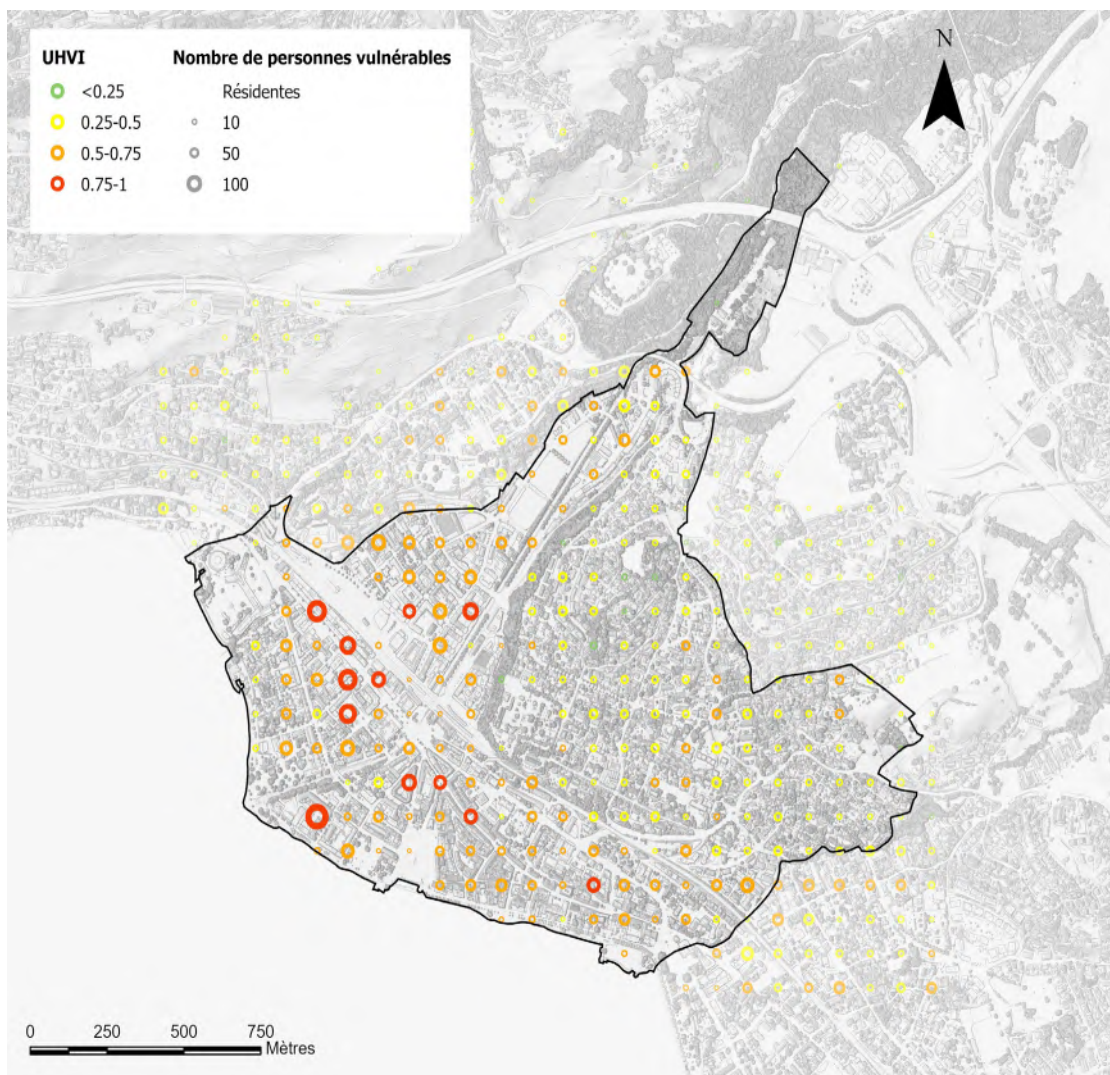 UHVI
<0.25
0.25-0.5
0.5-0.75
0.75-1
Nombre de personnes vulnérables
Résidentes
10
50
100
N
0 250 500 750
Mètres